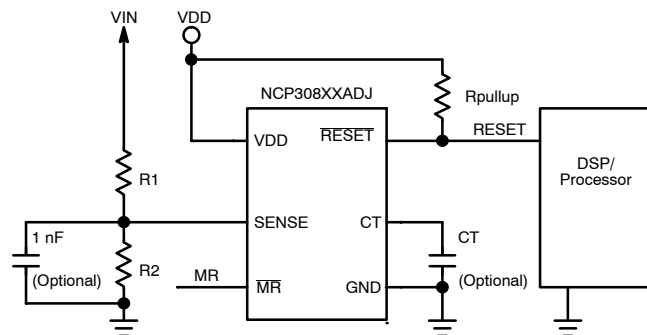 VIN
VDD
NCP308XXADJ
Rpullup
VDD
RESET
RESET
DSP/
Processor
R1
SENSE
CT
CT
1 nF
(Optional)
R2
MR
MR
GND
(Optional)